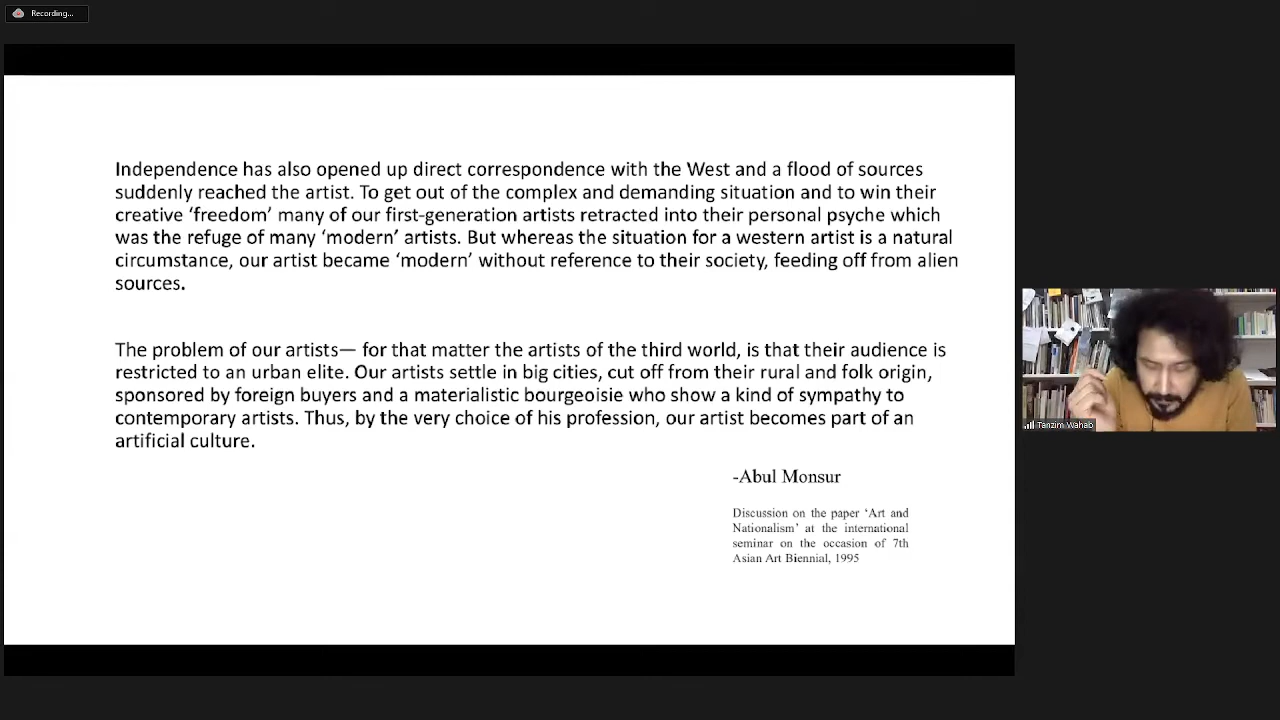 Recording...
Independence has also opened up direct correspondence with the West and a flood of sources
suddenly reached the artist. To get out of the complex and demanding situation and to win their
creative ‘freedom’ many of our first-generation artists retracted into their personal psyche which
was the refuge of many ‘modern’ artists. But whereas the situation for a western artist is a natural
circumstance, our artist became ‘modern’ without reference to their society, feeding off from alien
sources.
The problem of our artists— for that matter the artists of the third world, is that their audience is
restricted to an urban elite. Our artists settle in big cities, cut off from their rural and folk origin,
sponsored by foreign buyers and a materialistic bourgeoisie who show a kind of sympathy to
contemporary artists. Thus, by the very choice of his profession, our artist becomes part of an
artificial culture.
-Abul Monsur
Discussion on the paper ‘Art and
Nationalism’ at the international
seminar on the occasion of 7th
Asian Art Biennial, 1995
Tanzim Wahab